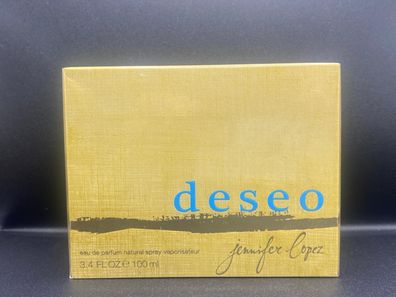 deseo
eau de parfum natural spray vaporisateur
jennifer lopez
3.4 FL OZ ℮ 100 ml